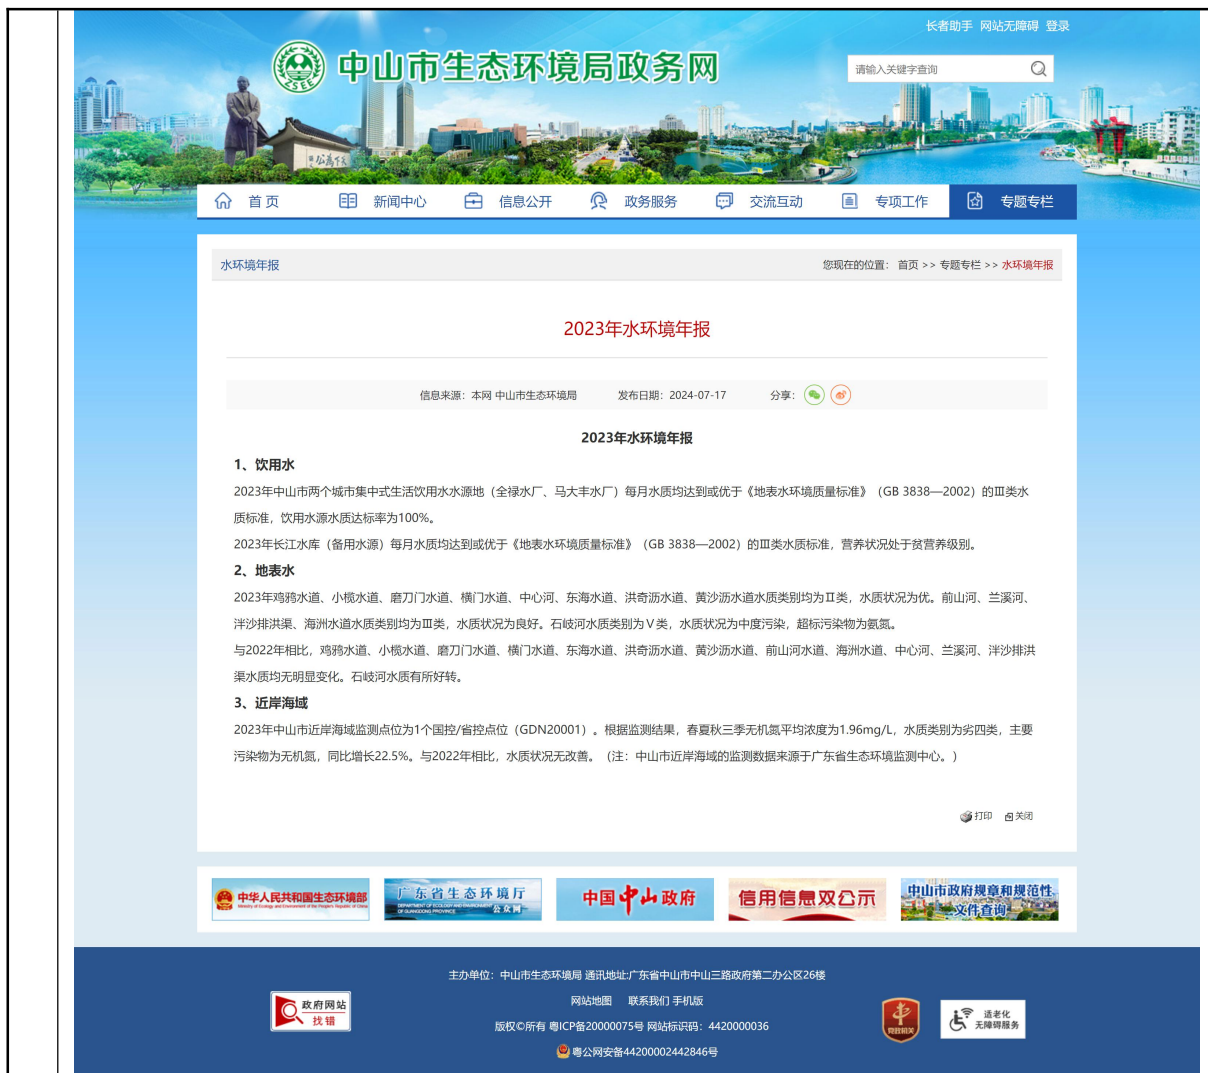 长者助手 网站无障碍 登录
中山市生态环境局政务网
ZSEE
请输入关键字查询
首 页 新闻中心 信息公开 政务服务 交流互动 专项工作 专题专栏
水环境年报 您现在的位置： 首页 >> 专题专栏 >> 水环境年报
2023年水环境年报
信息来源：本网 中山市生态环境局 发布日期：2024-07-17 分享：
2023年水环境年报
1、饮用水
2023年中山市两个城市集中式生活饮用水水源地（全禄水厂、马大丰水厂）每月水质均达到或优于《地表水环境质量标准》（GB 3838—2002）的Ⅲ类水
质标准，饮用水源水质达标率为100%。
2023年长江水库（备用水源）每月水质均达到或优于《地表水环境质量标准》（GB 3838—2002）的Ⅲ类水质标准，营养状况处于贫营养级别。
2、地表水
2023年鸡鸦水道、小榄水道、磨刀门水道、横门水道、中心河、东海水道、洪奇沥水道、黄沙沥水道水质类别均为Ⅱ类，水质状况为优。前山河、兰溪河、
泮沙排洪渠、海洲水道水质类别均为Ⅲ类，水质状况为良好。石岐河水质类别为Ⅴ类，水质状况为中度污染，超标污染物为氨氮。
与2022年相比，鸡鸦水道、小榄水道、磨刀门水道、横门水道、东海水道、洪奇沥水道、黄沙沥水道、前山河水道、海洲水道、中心河、兰溪河、泮沙排洪
渠水质均无明显变化。石岐河水质有所好转。
3、近岸海域
2023年中山市近岸海域监测点位为1个国控/省控点位（GDN20001）。根据监测结果，春夏秋三季无机氮平均浓度为1.96mg/L，水质类别为劣四类，主要
污染物为无机氮，同比增长22.5%。与2022年相比，水质状况无改善。（注：中山市近岸海域的监测数据来源于广东省生态环境监测中心。）
打印 关闭
中华人民共和国生态环境部 广东省生态环境厅 中国中山政府 信用信息双公示 中山市政府规章和规范性
Ministry of Ecology and Environment of the People's Republic of China DEPARTMENT OF ECOLOGY AND ENVIRONMENT OF GUANGDONG PROVINCE 公众网 文件查询
主办单位：中山市生态环境局 通讯地址:广东省中山市中山三路政府第二办公区26楼
政府网站
找错
网站地图 联系我们 手机版
版权©所有 粤ICP备20000075号 网站标识码：4420000036
粤公网安备44200002442846号
党政机关
适老化
无障碍服务